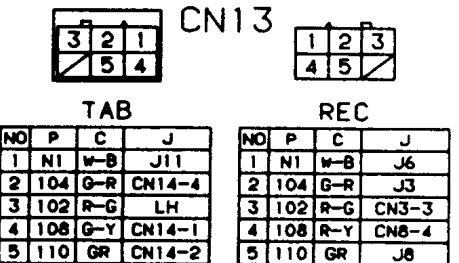 CN13
3 2 1
5 4
1 2 3
4 5
TAB
NO P C J
1 N1 W-B J11
2 104 G-R CN14-4
3 102 R-G LH
4 108 G-Y CN14-1
5 110 GR CN14-2
REC
NO P C J
1 N1 W-B J6
2 104 G-R J3
3 102 R-G CN3-3
4 108 R-Y CN8-4
5 110 GR J8